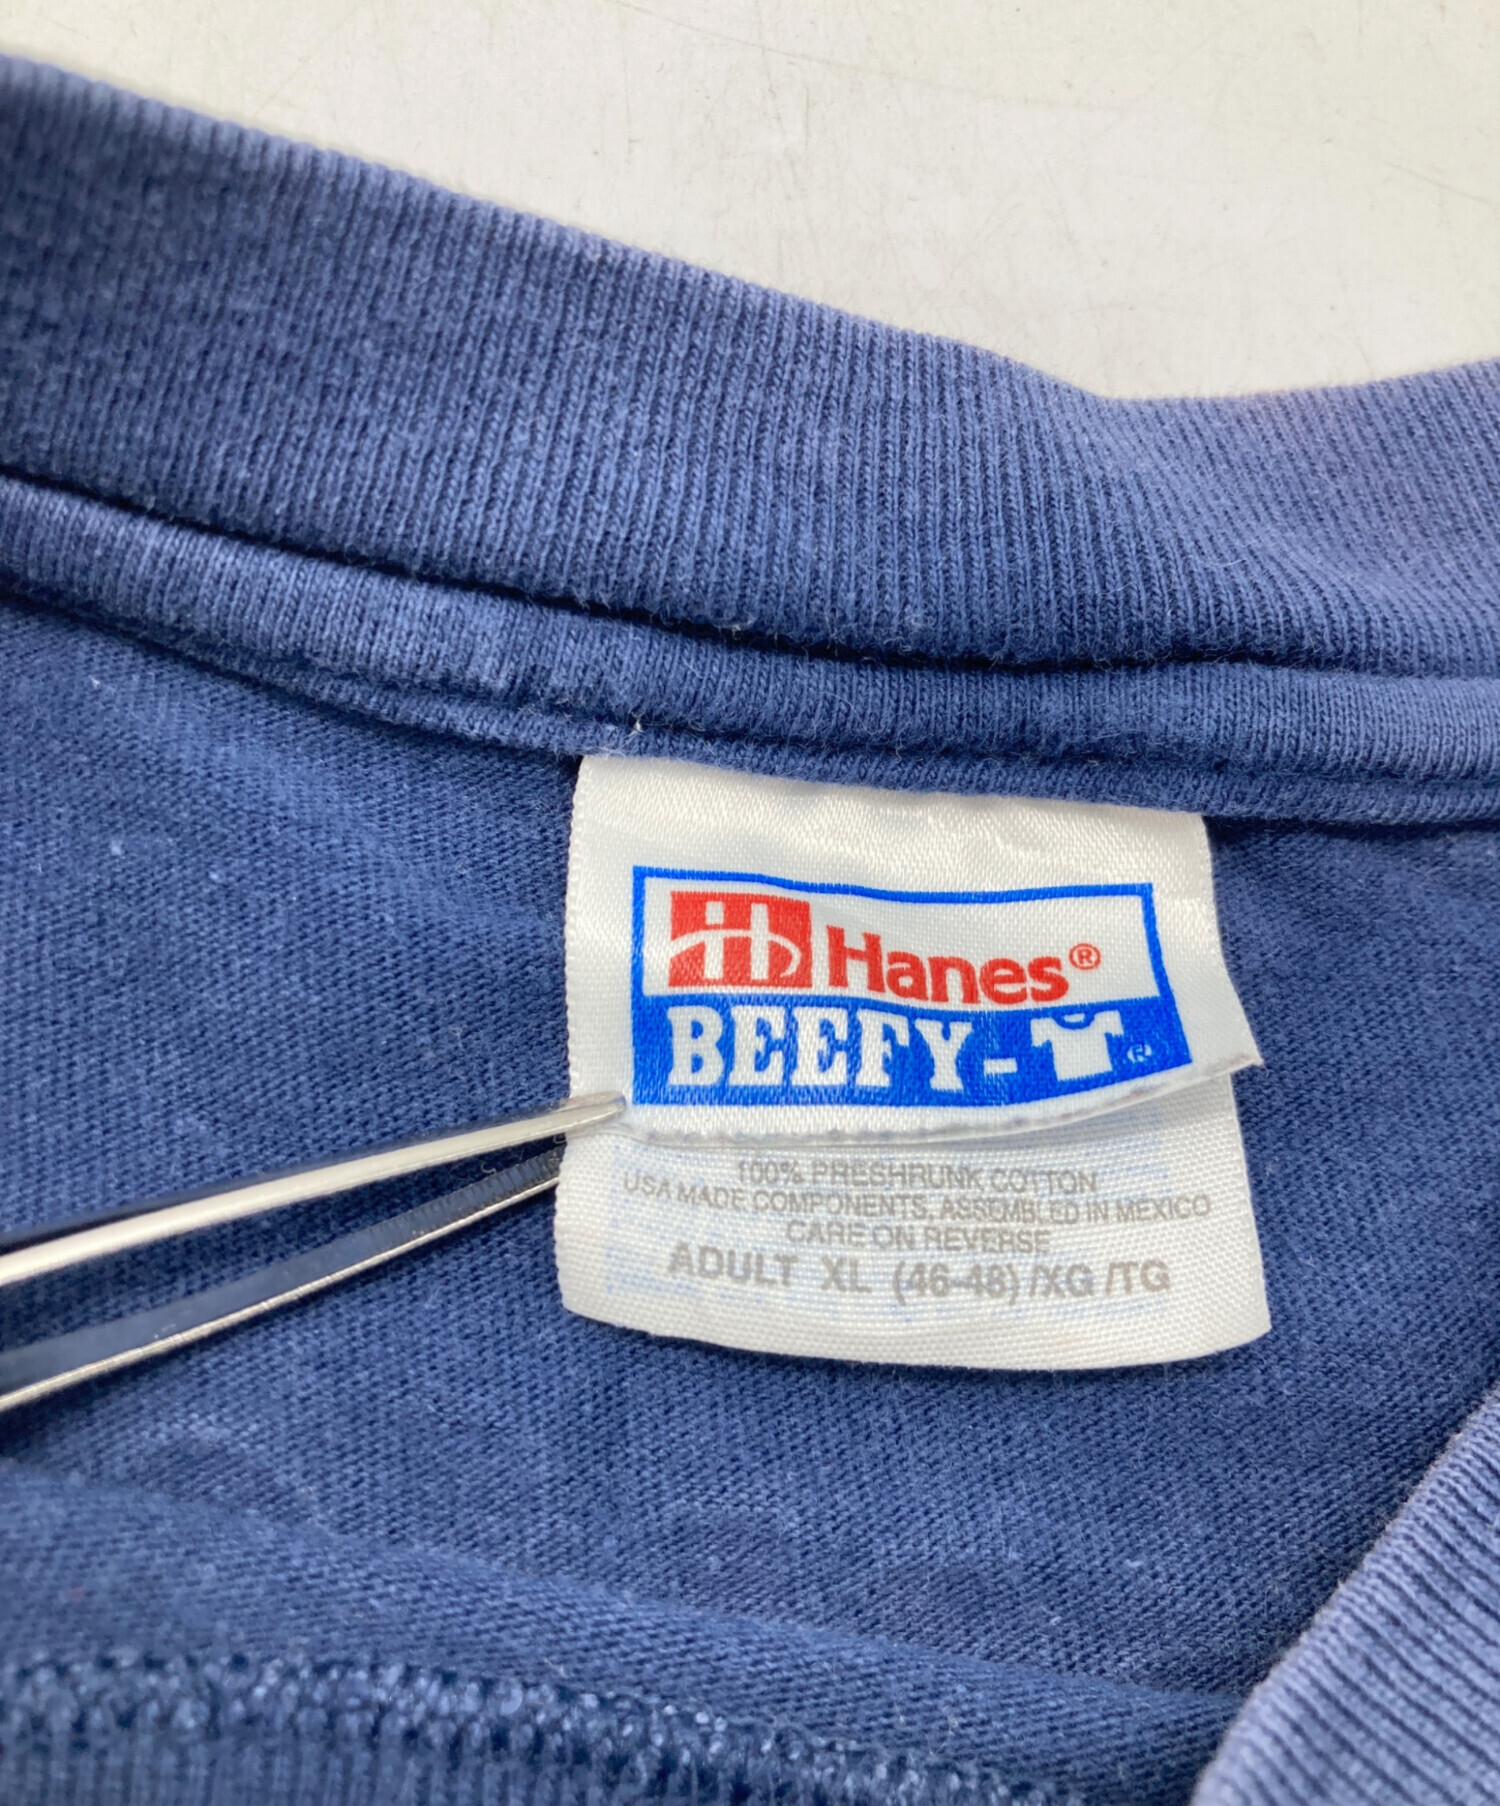 Hanes®
BEEFY-T®
100% PRESHRUNK COTTON
USA MADE COMPONENTS, ASSEMBLED IN MEXICO
CARE ON REVERSE
ADULT XL (46-48) /XG /TG